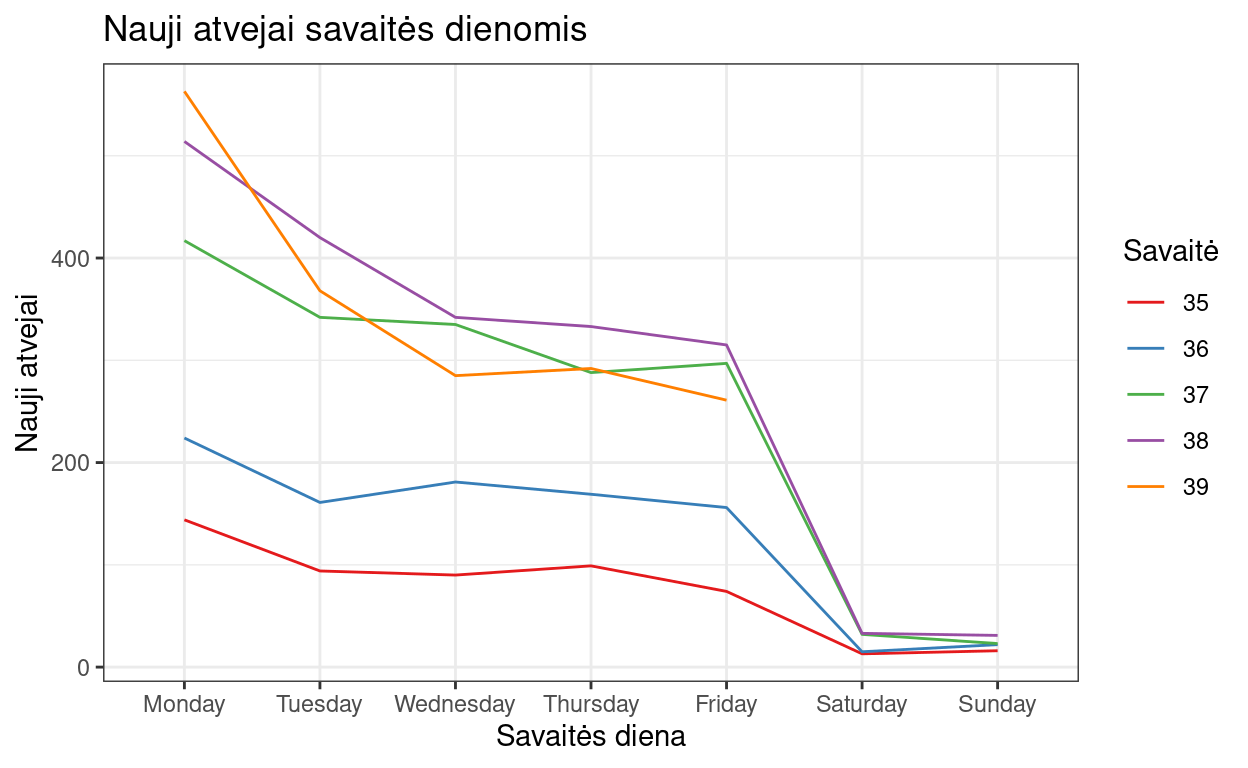 Nauji atvejai savaitės dienomis
Nauji atvejai
400
200
0
Monday Tuesday Wednesday Thursday Friday Saturday Sunday
Savaitės diena
Savaitė
35
36
37
38
39